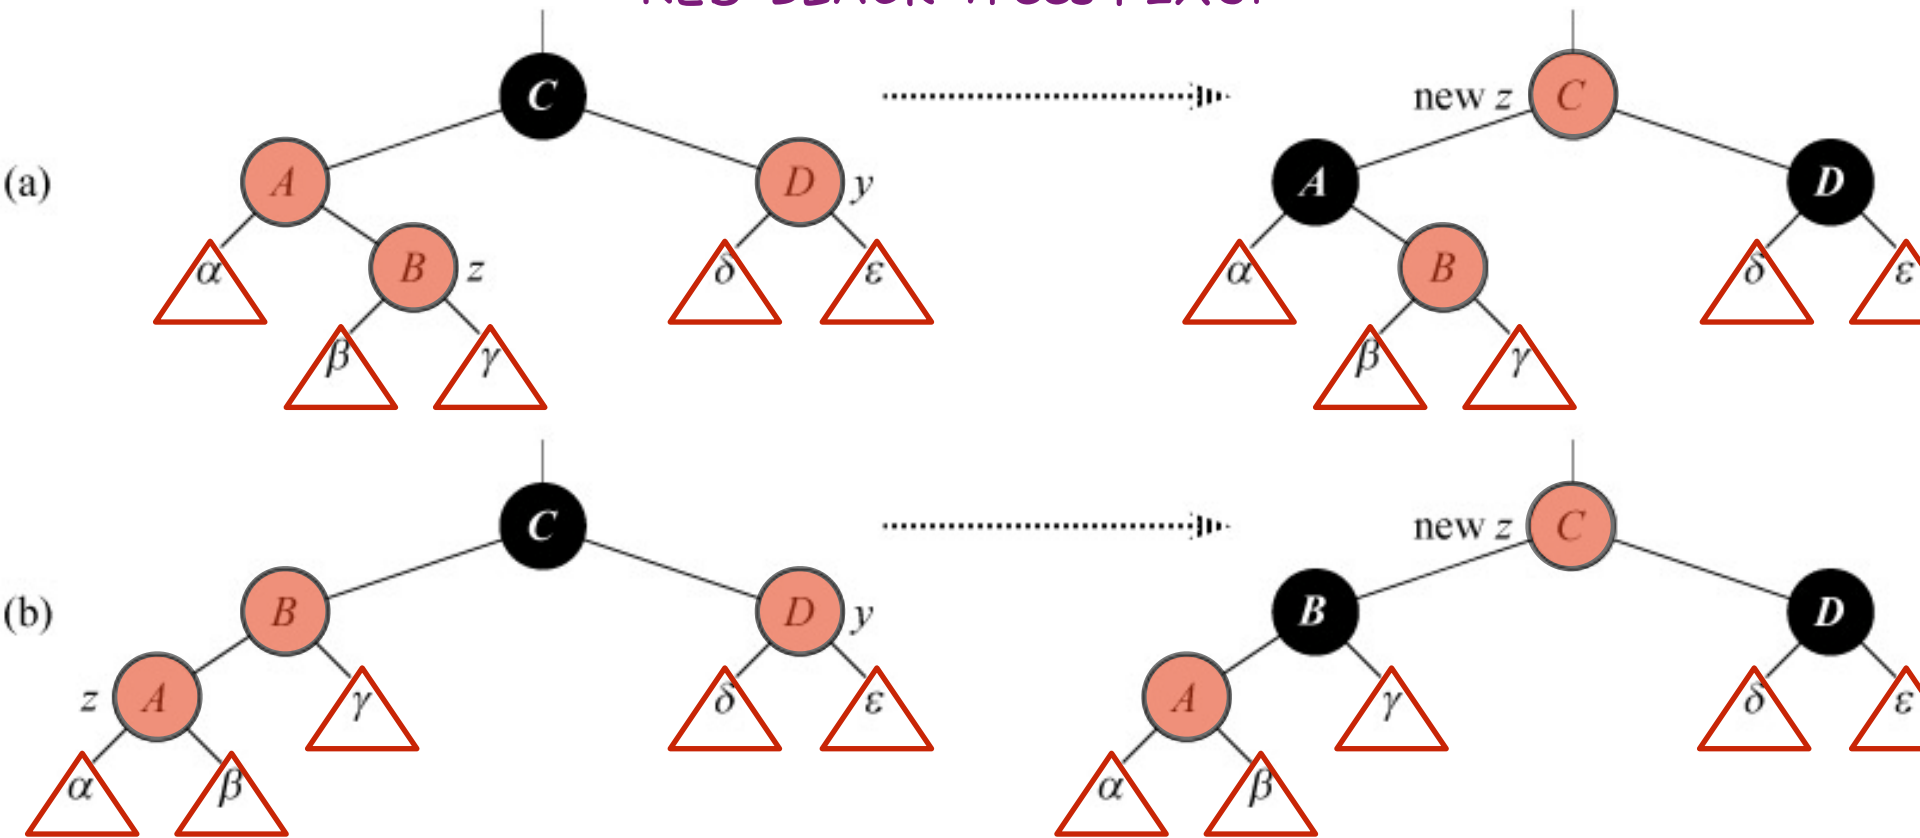 C
new z C
(a) A D y A D
α B z δ ε α B δ ε
β γ β γ
C
new z C
(b) B D y B D
z A γ δ ε A γ δ ε
α β α β